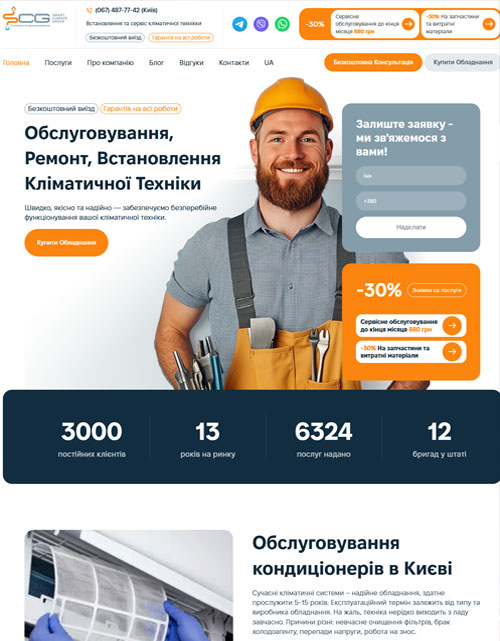 SCG SMART CLIMATE GROUP
(067) 487-77-42 (Київ)
Встановлення та сервіс кліматичної техніки
Безкоштовний виїзд Гарантія на всі роботи
-30%
Сервісне обслуговування до кінця місяця 880 грн
-30% На запчастини та витратні матеріали
Головна Послуги Про компанію Блог Відгуки Контакти UA
Безкоштовна Консультація Купити Обладнання
Безкоштовний виїзд Гарантія на всі роботи
Обслуговування,
Ремонт, Встановлення
Кліматичної Техніки
Швидко, якісно та надійно — забезпечуємо безперебійне
функціонування вашої кліматичної техніки.
Купити Обладнання
Залиште заявку -
ми зв'яжемося з
вами!
Імя
+380
Надіслати
-30% Знижки на послуги
Сервісне обслуговування
до кінця місяця 880 грн
-30% На запчастини та
витратні матеріали
3000 13 6324 12
постійних клієнтів років на ринку послуг надано бригад у штаті
Обслуговування
кондиціонерів в Києві
Сучасні кліматичні системи – надійне обладнання, здатне
прослужити 5-15 років. Експлуатаційний термін залежить від типу та
виробника обладнання. На жаль, техніка нерідко виходить з ладу
завчасно. Причини різні: невчасне очищення фільтрів, брак
холодоагенту, перепади напруги, робота на знос.